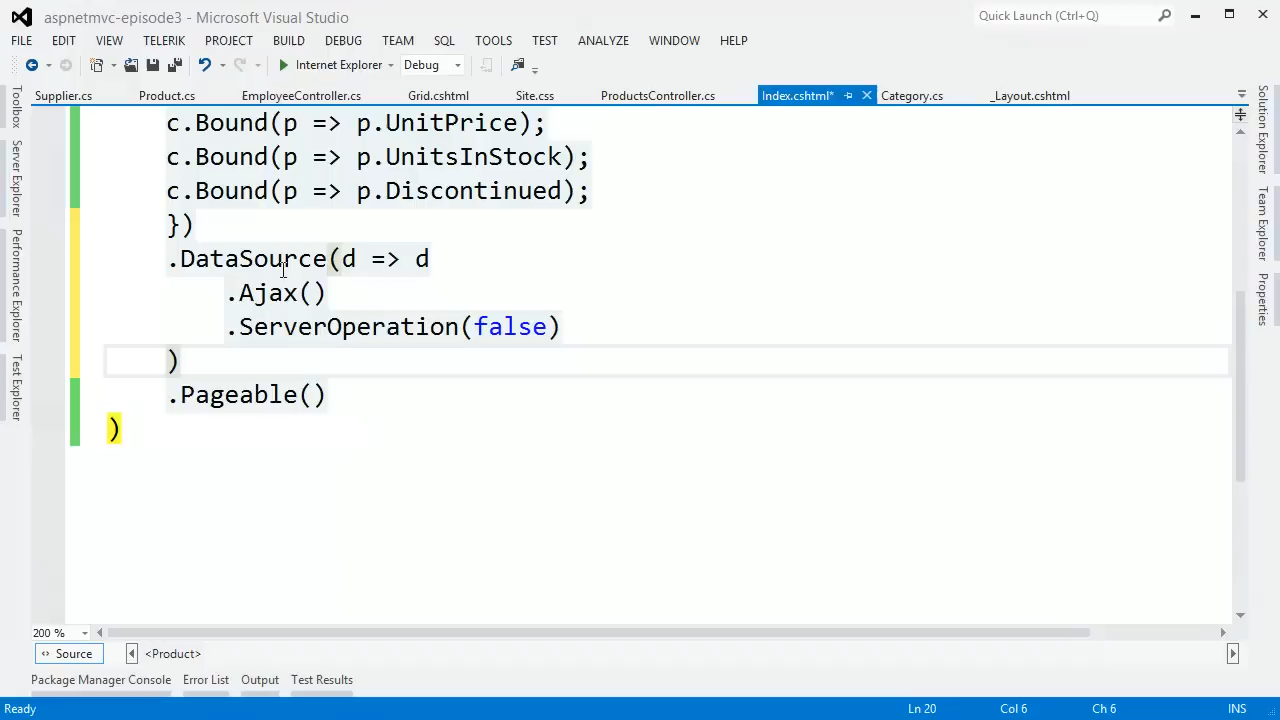 aspnetmvc-episode3 - Microsoft Visual Studio
Quick Launch (Ctrl+Q)
FILE EDIT VIEW TELERIK PROJECT BUILD DEBUG TEAM SQL TOOLS TEST ANALYZE WINDOW HELP
Internet Explorer Debug
Supplier.cs Product.cs EmployeeController.cs Grid.cshtml Site.css ProductsController.cs Index.cshtml* Category.cs _Layout.cshtml
Toolbox
Server Explorer
Performance Explorer
Test Explorer
c.Bound(p => p.UnitPrice);
c.Bound(p => p.UnitsInStock);
c.Bound(p => p.Discontinued);
})
.DataSource(d => d
.Ajax()
.ServerOperation(false)
)
.Pageable()
)
Solution Explorer
Team Explorer
Properties
200 %
Source <Product>
Package Manager Console Error List Output Test Results
Ready Ln 20 Col 6 Ch 6 INS